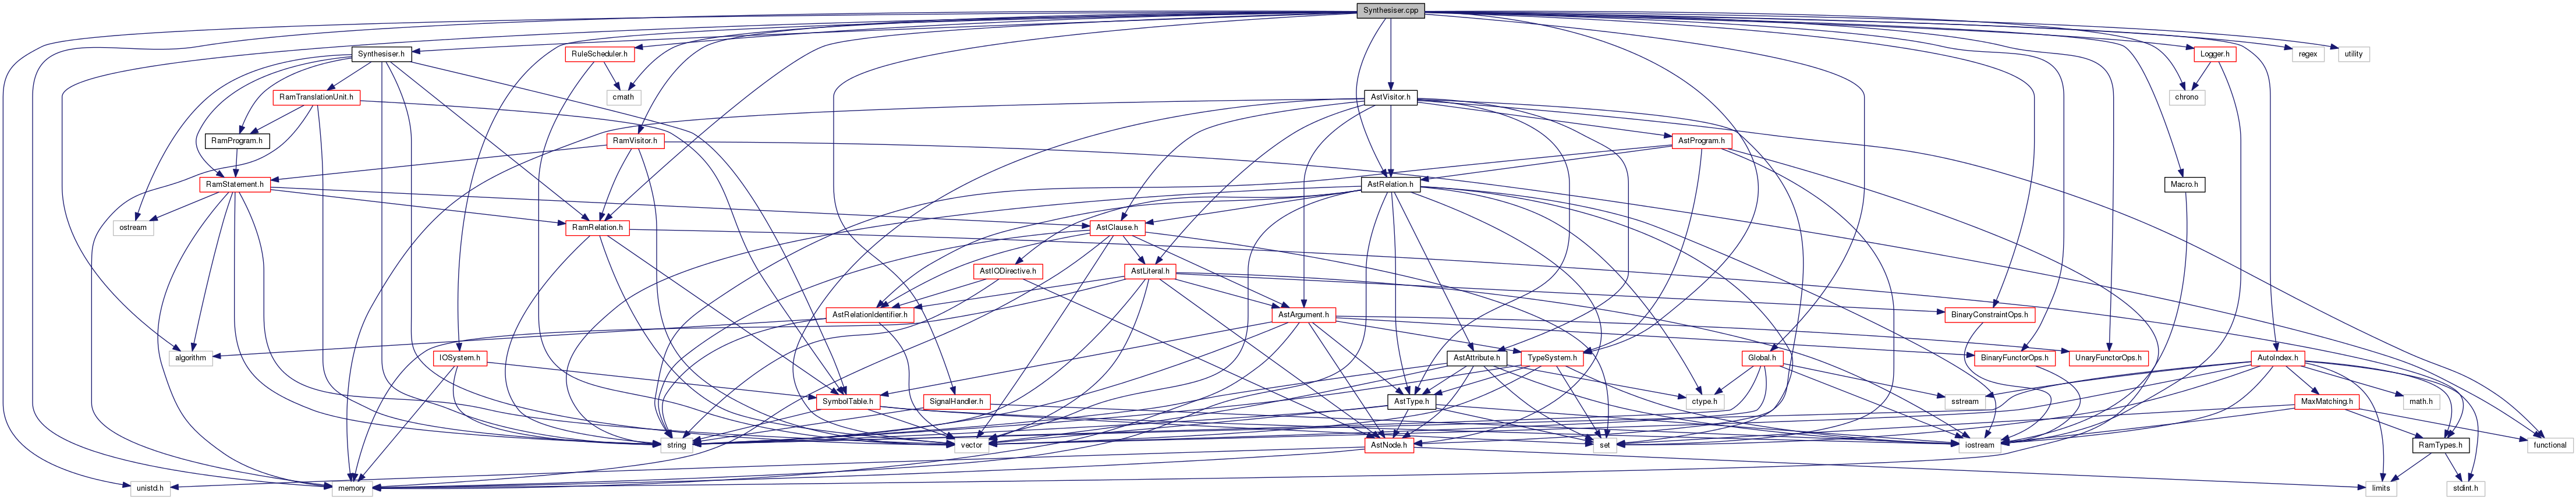 Synthesiser.cpp
Synthesiser.h
RuleScheduler.h
Logger.h
regex
utility
RamTranslationUnit.h
cmath
AstVisitor.h
chrono
RamProgram.h
RamVisitor.h
AstProgram.h
RamStatement.h
AstRelation.h
Macro.h
ostream
RamRelation.h
AstClause.h
AstIODirective.h
AstLiteral.h
AstRelationIdentifier.h
AstArgument.h
BinaryConstraintOps.h
algorithm
IOSystem.h
AstAttribute.h
TypeSystem.h
Global.h
BinaryFunctorOps.h
UnaryFunctorOps.h
AutoIndex.h
SymbolTable.h
SignalHandler.h
AstType.h
ctype.h
sstream
MaxMatching.h
math.h
string
vector
AstNode.h
set
iostream
RamTypes.h
functional
unistd.h
memory
limits
stdint.h